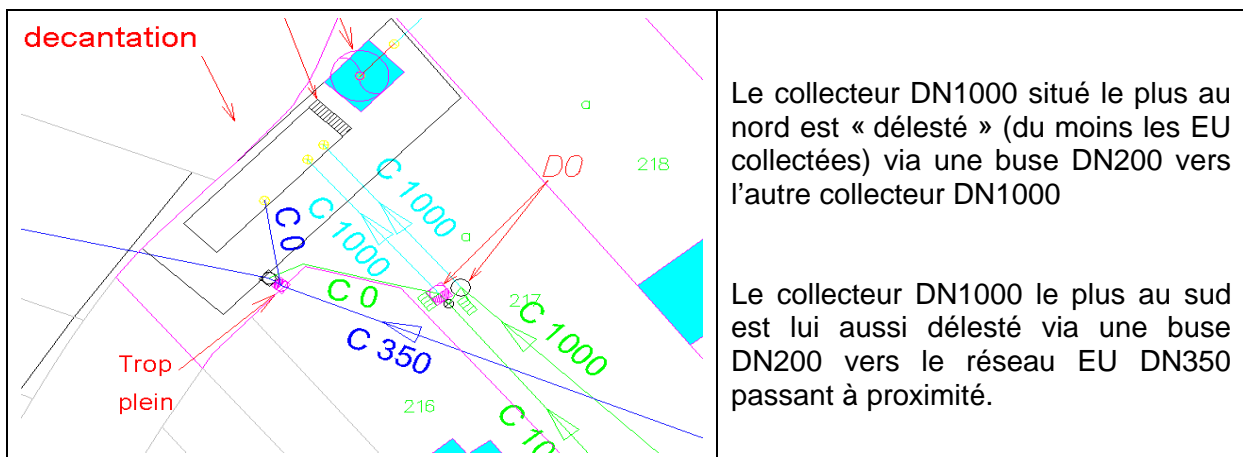 decantation
DO
C 1000
C 1000
218
a
a
C 0
C 0
217
C 1000
C 350
Trop
plein
216
C 10
Le collecteur DN1000 situé le plus au
nord est « délesté » (du moins les EU
collectées) via une buse DN200 vers
l’autre collecteur DN1000
Le collecteur DN1000 le plus au sud
est lui aussi délesté via une buse
DN200 vers le réseau EU DN350
passant à proximité.